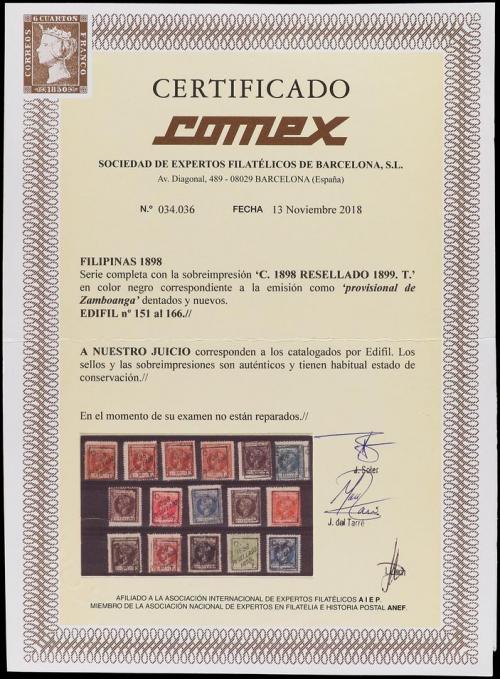 6 CUARTOS
CORREOS
FRANCO
1850
CERTIFICADO
comex
SOCIEDAD DE EXPERTOS FILATÉLICOS DE BARCELONA, S.L.
Av. Diagonal, 489 - 08029 BARCELONA (España)
N.º 034.036 FECHA 13 Noviembre 2018
FILIPINAS 1898
Serie completa con la sobreimpresión ‘C. 1898 RESELLADO 1899. T.’
en color negro correspondiente a la emisión como ‘provisional de
Zamboanga’ dentados y nuevos.
EDIFIL nº 151 al 166.//
A NUESTRO JUICIO corresponden a los catalogados por Edifil. Los
sellos y las sobreimpresiones son auténticos y tienen habitual estado de
conservación.//
En el momento de su examen no están reparados.//
J. Soler
J. dal Tarré
AFILIADO A LA ASOCIACIÓN INTERNACIONAL DE EXPERTOS FILATÉLICOS A I E P.
MIEMBRO DE LA ASOCIACIÓN NACIONAL DE EXPERTOS EN FILATELIA E HISTORIA POSTAL ANEF.